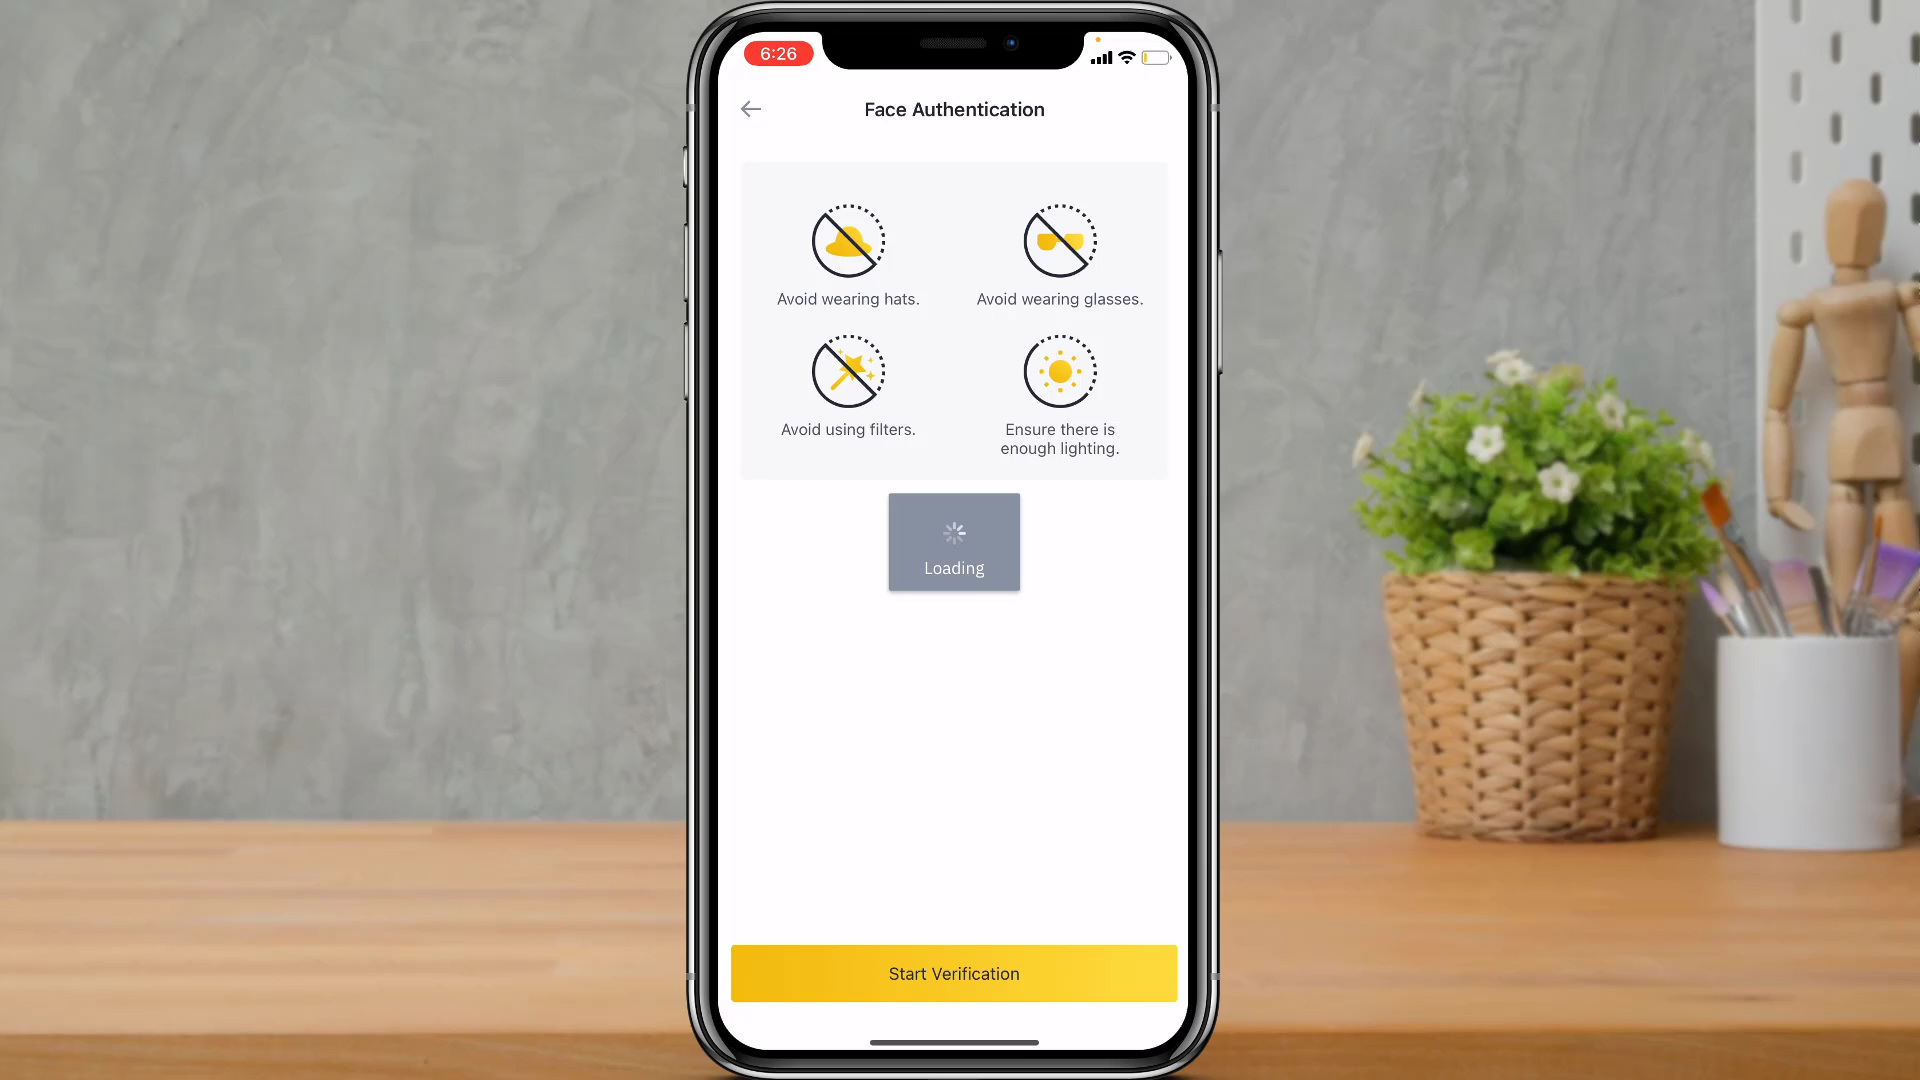 6:26
Face Authentication
Avoid wearing hats.
Avoid wearing glasses.
Avoid using filters.
Ensure there is
enough lighting.
Loading
Start Verification